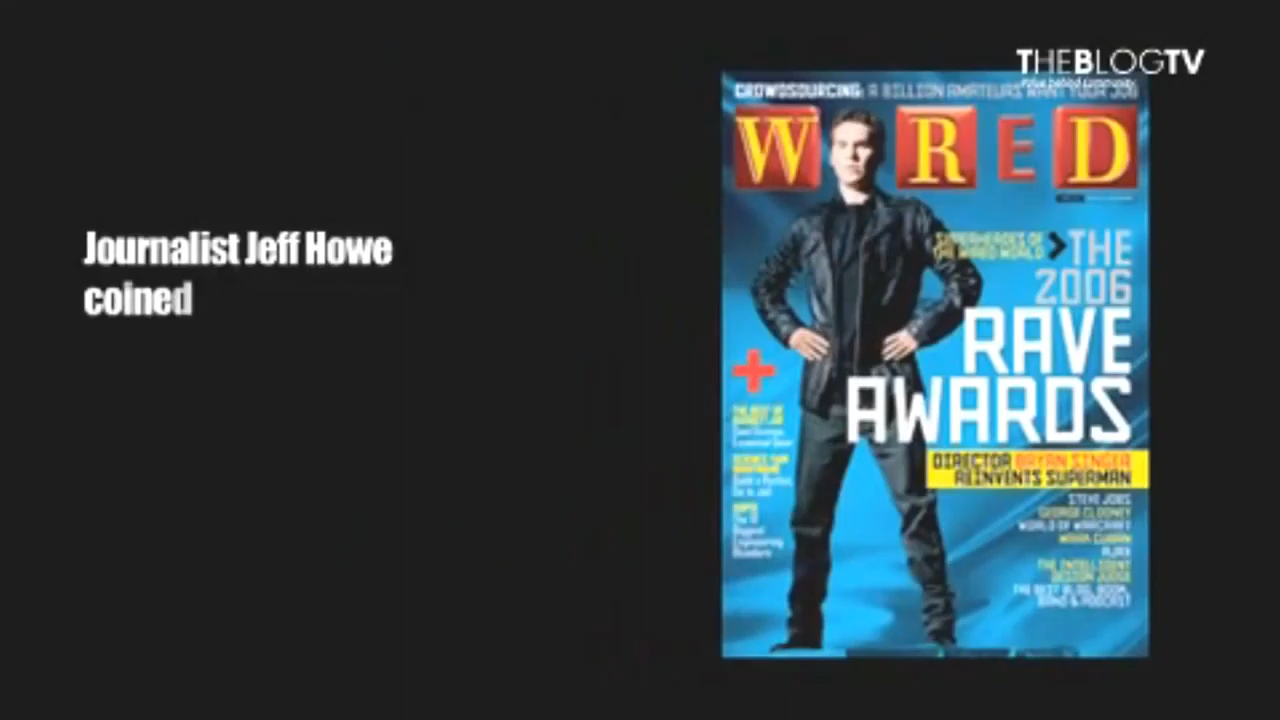 THEBLOGTV
Journalist Jeff Howe
coined
CROWDSOURCING: A BILLION AMATEURS WANT YOUR JOB
WIRED
SUPERHEROES OF
THE WIRED WORLD
THE
2006
RAVE
AWARDS
DIRECTOR BRYAN SINGER
REINVENTS SUPERMAN
STEVE JOBS
GEORGE CLOONEY
WORLD OF WARCRAFT
MARK CUBAN
AJAX
THE INTELLIGENT
DESIGN JUDGE
THE BEST BLOG, BOOK,
BAND & PODCAST
+